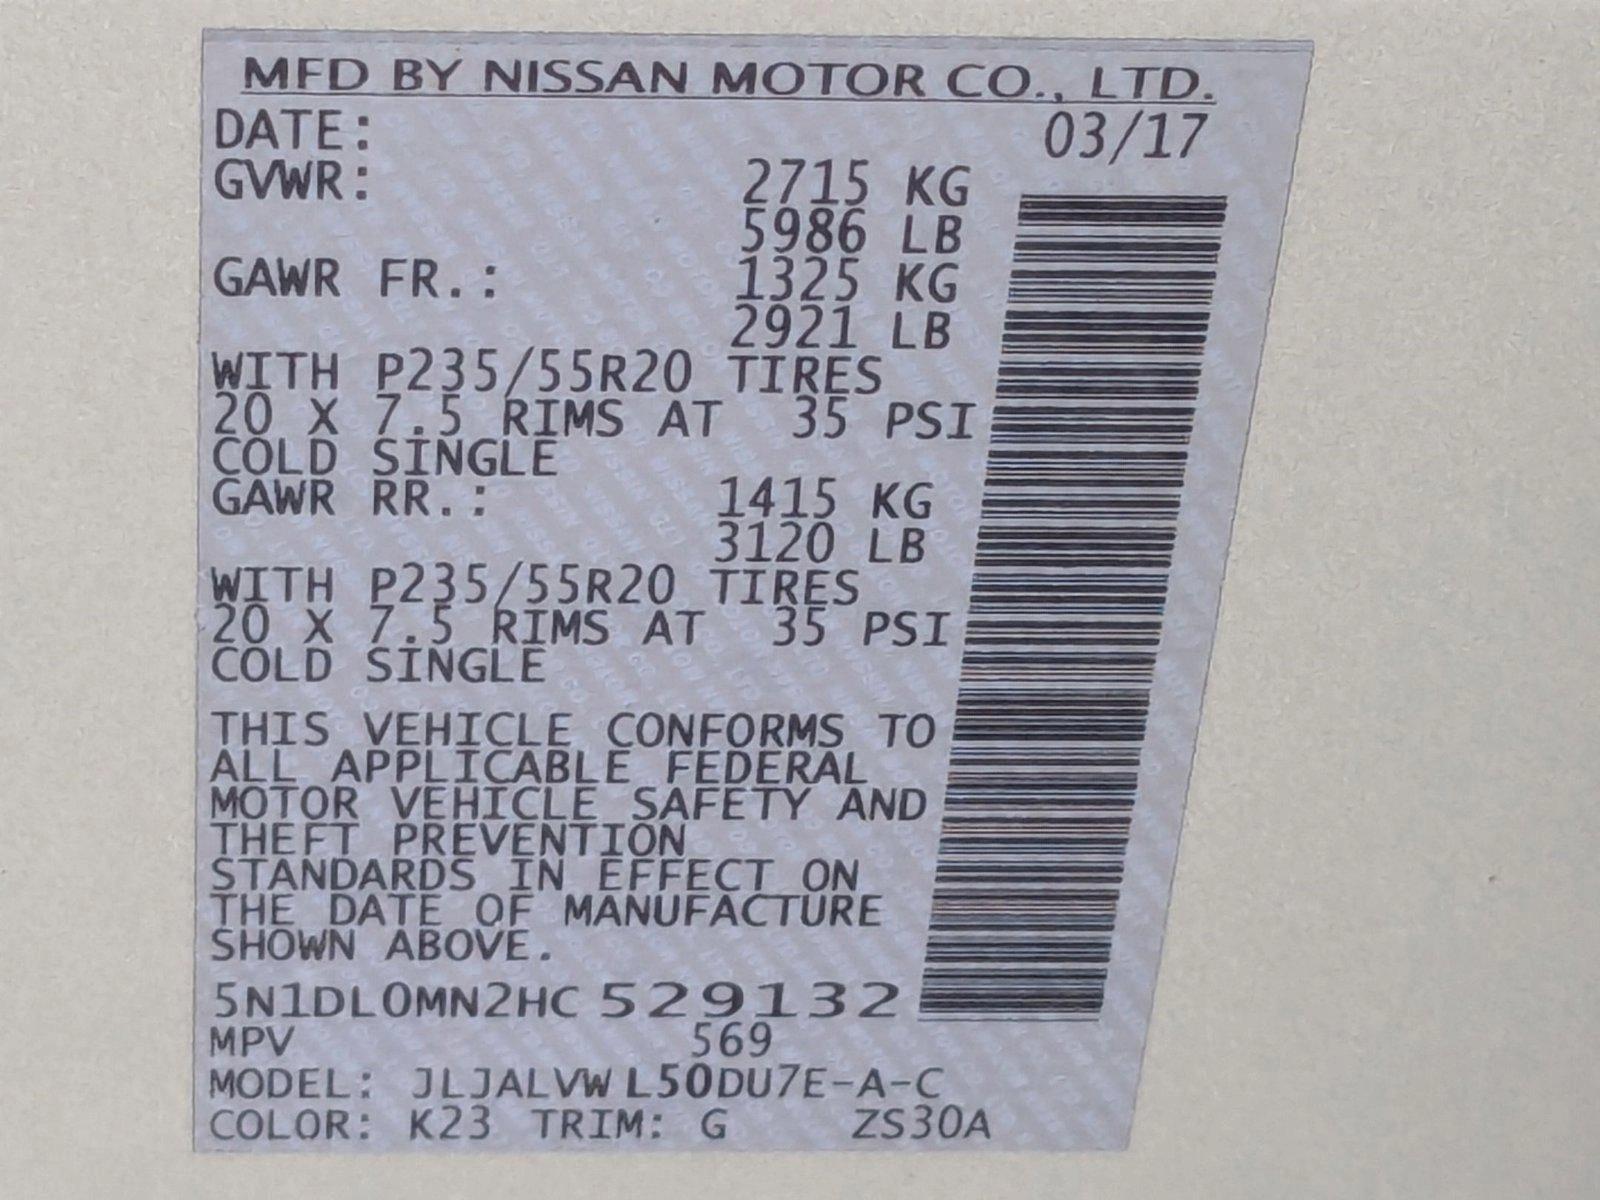 MFD BY NISSAN MOTOR CO., LTD.
DATE: 03/17
GVWR: 2715 KG
5986 LB
GAWR FR.: 1325 KG
2921 LB
WITH P235/55R20 TIRES
20 X 7.5 RIMS AT 35 PSI
COLD SINGLE
GAWR RR.: 1415 KG
3120 LB
WITH P235/55R20 TIRES
20 X 7.5 RIMS AT 35 PSI
COLD SINGLE
THIS VEHICLE CONFORMS TO
ALL APPLICABLE FEDERAL
MOTOR VEHICLE SAFETY AND
THEFT PREVENTION
STANDARDS IN EFFECT ON
THE DATE OF MANUFACTURE
SHOWN ABOVE.
5N1DL0MN2HC529132
MPV 569
MODEL: JLJALVWL50DU7E-A-C
COLOR: K23 TRIM: G ZS30A